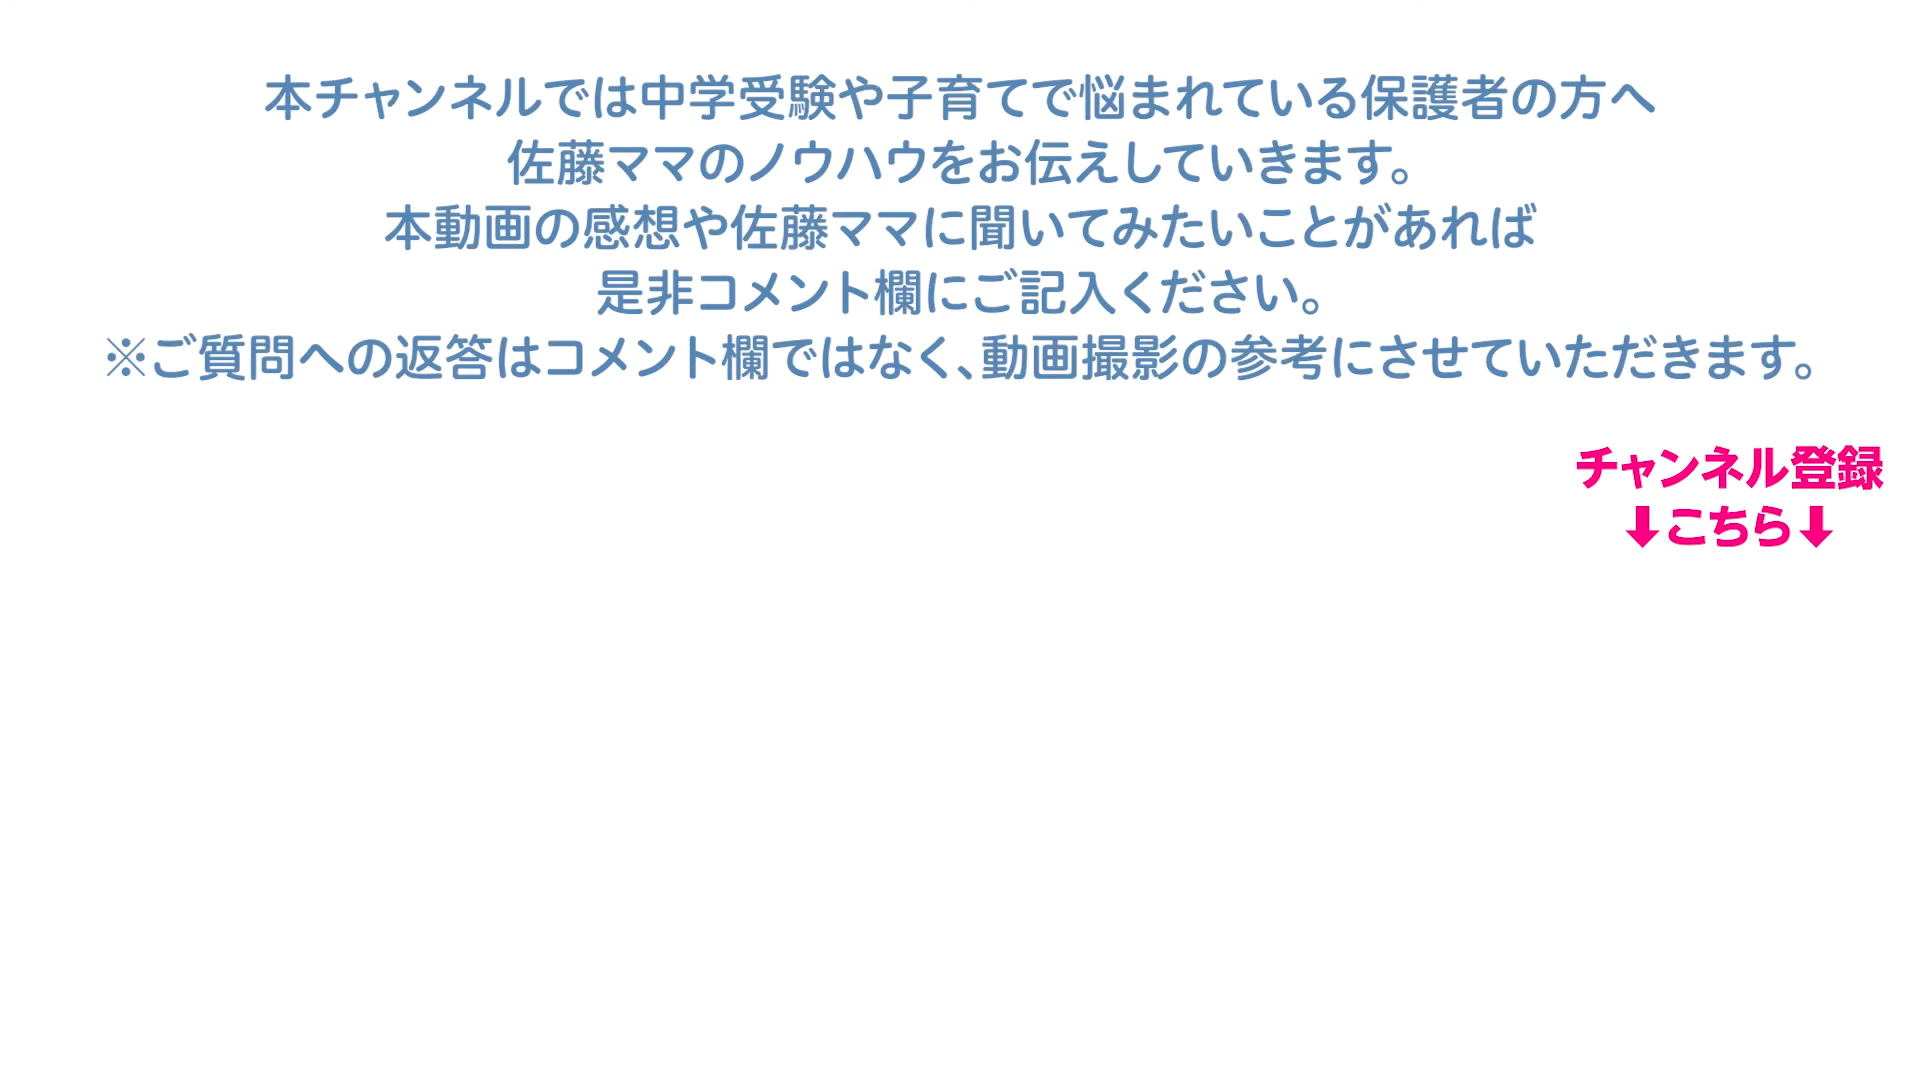 本チャンネルでは中学受験や子育てで悩まれている保護者の方へ
佐藤ママのノウハウをお伝えしていきます。
本動画の感想や佐藤ママに聞いてみたいことがあれば
是非コメント欄にご記入ください。
※ご質問への返答はコメント欄ではなく、動画撮影の参考にさせていただきます。
チャンネル登録
⬇こちら⬇